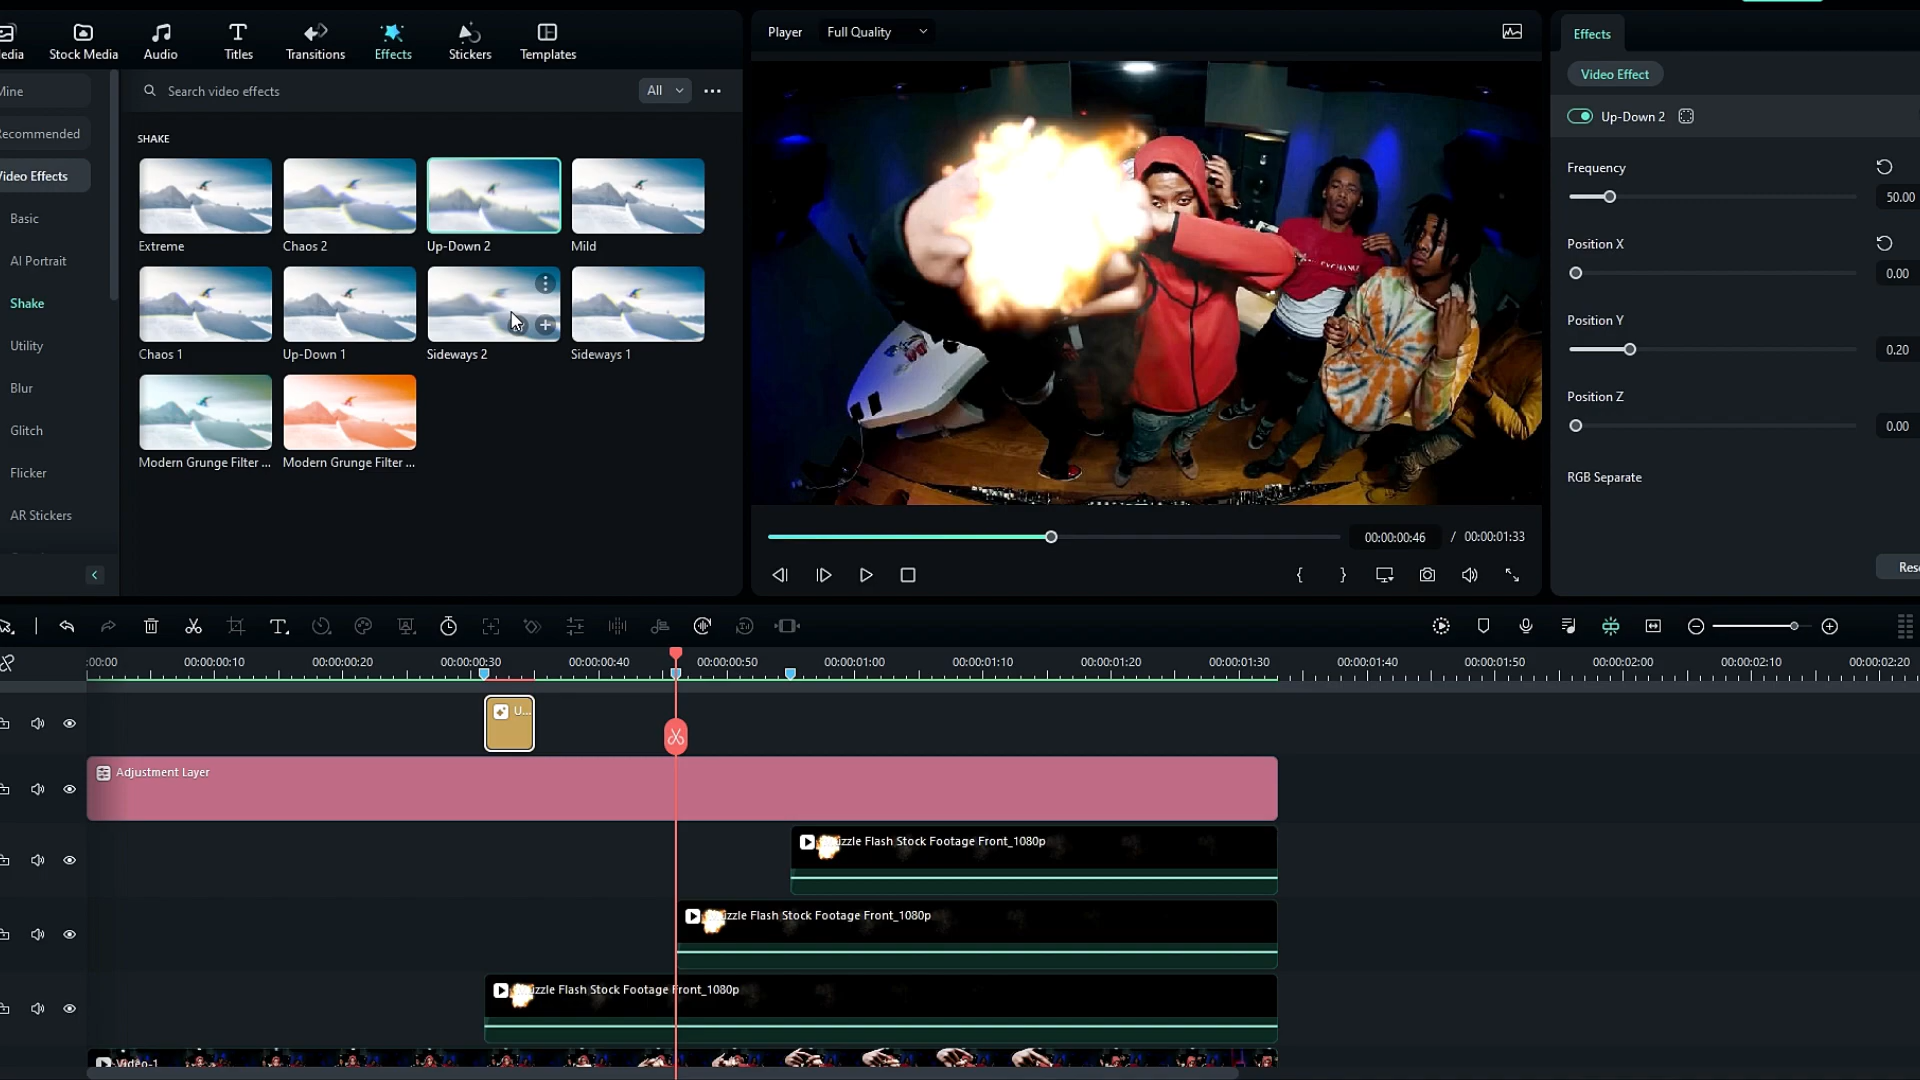 edia
Stock Media
Audio
Titles
Transitions
Effects
Stickers
Templates
Player
Full Quality
Effects
Mine
Search video effects
All
Video Effect
Recommended
SHAKE
Up-Down 2
Video Effects
Frequency
50.00
Basic
Extreme
Chaos 2
Up-Down 2
Mild
Position X
0.00
AI Portrait
Shake
Position Y
0.20
Utility
Chaos 1
Up-Down 1
Sideways 2
Sideways 1
Blur
Position Z
0.00
Glitch
Modern Grunge Filter ...
Modern Grunge Filter ...
Flicker
RGB Separate
AR Stickers
00:00:00:46
/
00:00:01:33
Rese
:00:00
00:00:00:10
00:00:00:20
00:00:00:30
00:00:00:40
00:00:00:50
00:00:01:00
00:00:01:10
00:00:01:20
00:00:01:30
00:00:01:40
00:00:01:50
00:00:02:00
00:00:02:10
00:00:02:20
U...
Adjustment Layer
uzzle Flash Stock Footage Front_1080p
uzzle Flash Stock Footage Front_1080p
uzzle Flash Stock Footage Front_1080p
Video-1